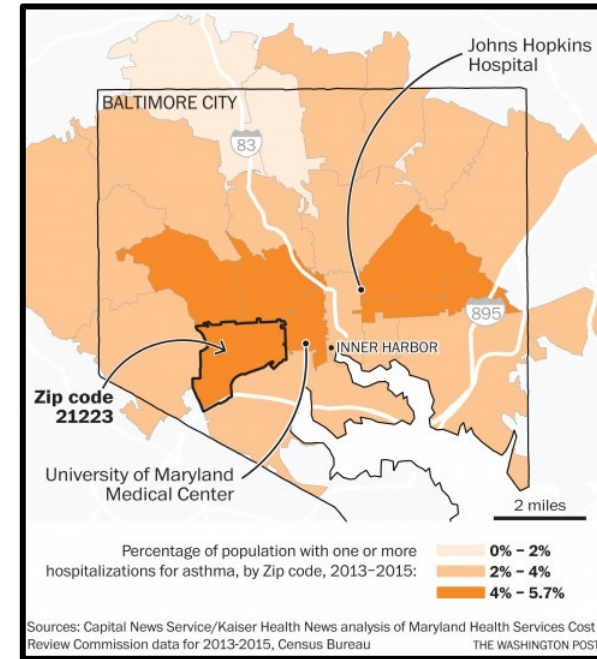 Johns Hopkins
Hospital
BALTIMORE CITY
83
895
INNER HARBOR
Zip code
21223
University of Maryland
Medical Center
2 miles
Percentage of population with one or more
hospitalizations for asthma, by Zip code, 2013–2015:
0% – 2%
2% – 4%
4% – 5.7%
Sources: Capital News Service/Kaiser Health News analysis of Maryland Health Services Cost
Review Commission data for 2013-2015, Census Bureau
THE WASHINGTON POST